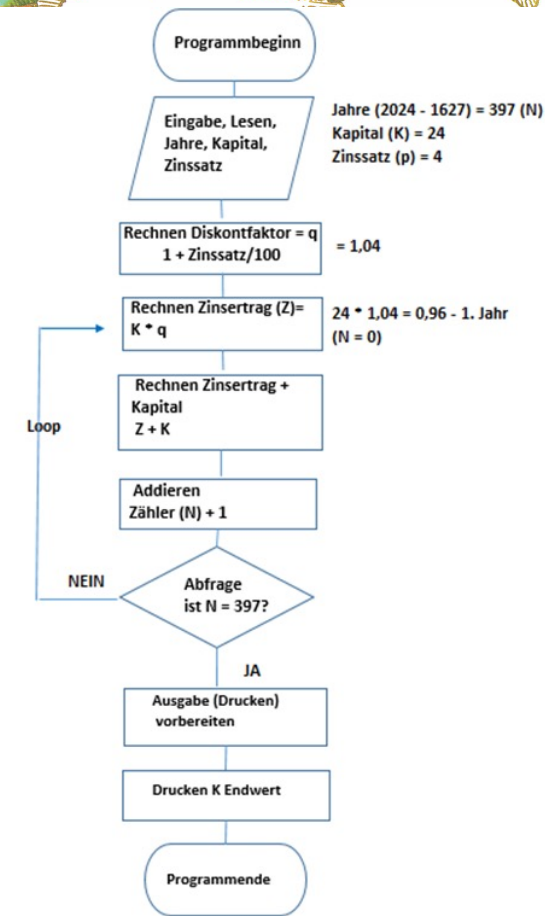 Programmbeginn
Eingabe, Lesen,
Jahre, Kapital,
Zinssatz
Jahre (2024 - 1627) = 397 (N)
Kapital (K) = 24
Zinssatz (p) = 4
Rechnen Diskontfaktor = q
1 + Zinssatz/100
= 1,04
Rechnen Zinsertrag (Z)=
K * q
24 * 1,04 = 0,96 - 1. Jahr
(N = 0)
Rechnen Zinsertrag +
Kapital
Z + K
Loop
Addieren
Zähler (N) + 1
NEIN
Abfrage
ist N = 397?
JA
Ausgabe (Drucken)
vorbereiten
Drucken K Endwert
Programmende